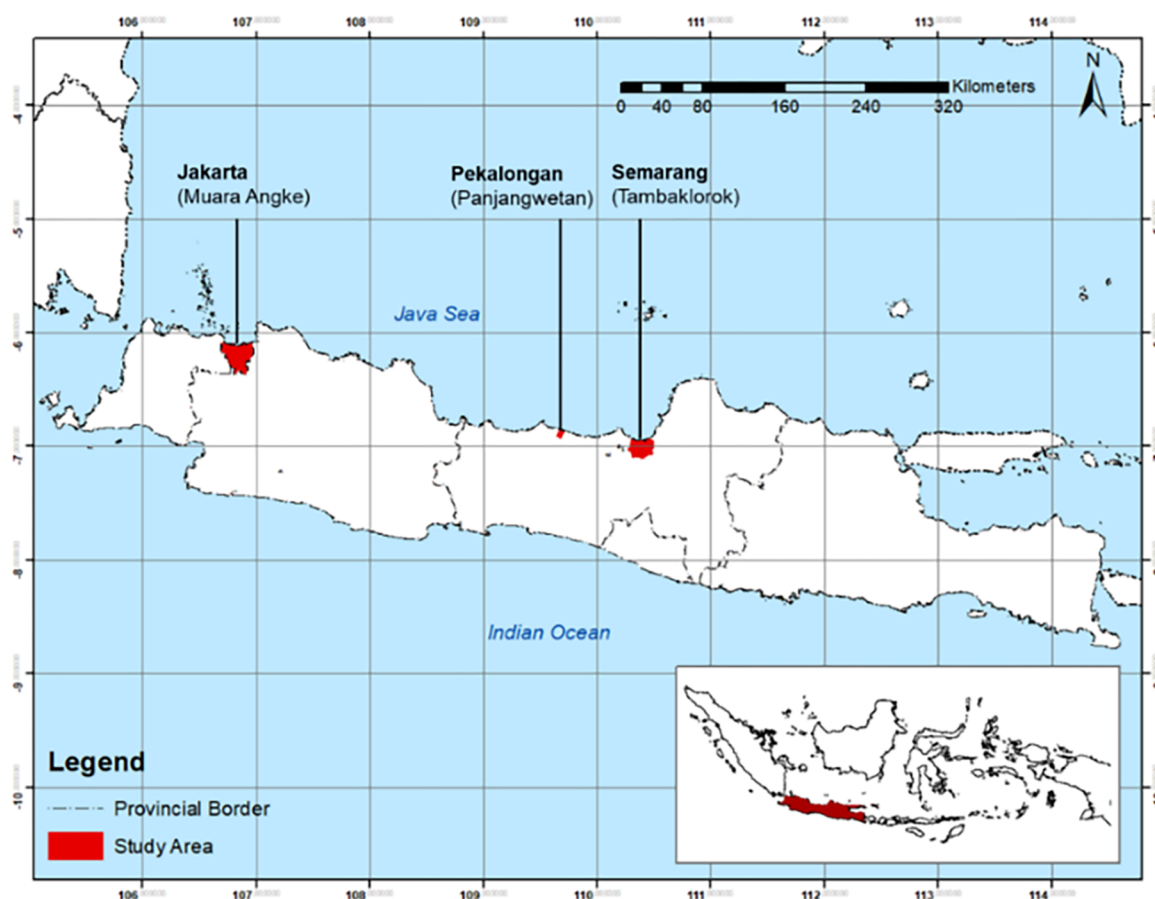 106 107 108 109 110 111 112 113 114
N
Kilometers
0 40 80 160 240 320
-4
Jakarta
(Muara Angke)
Pekalongan
(Panjangwetan)
Semarang
(Tambaklorok)
-5
Java Sea
-6
-7
-8
Indian Ocean
-9
Legend
-10
Provincial Border
Study Area
106 107 108 109 110 111 112 113 114